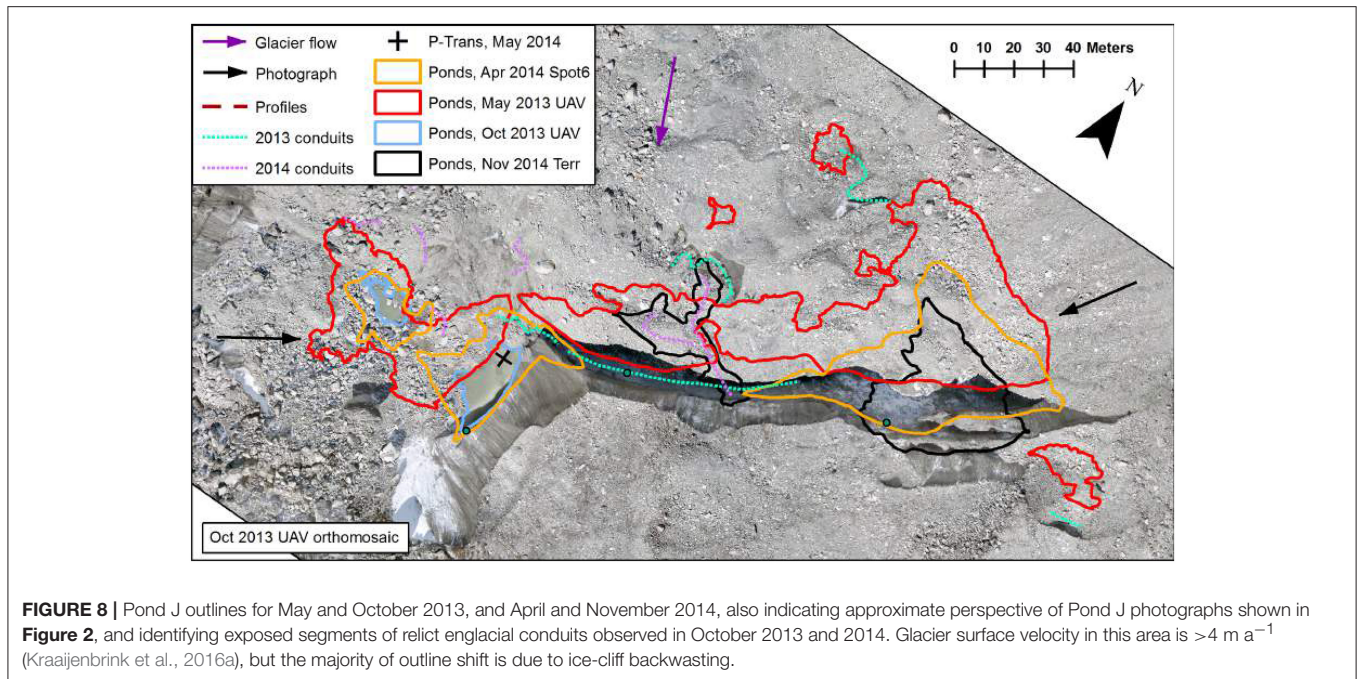 Glacier flow
Photograph
Profiles
2013 conduits
2014 conduits
P-Trans, May 2014
Ponds, Apr 2014 Spot6
Ponds, May 2013 UAV
Ponds, Oct 2013 UAV
Ponds, Nov 2014 Terr
0 10 20 30 40 Meters
N
Oct 2013 UAV orthomosaic
FIGURE 8 | Pond J outlines for May and October 2013, and April and November 2014, also indicating approximate perspective of Pond J photographs shown in
Figure 2, and identifying exposed segments of relict englacial conduits observed in October 2013 and 2014. Glacier surface velocity in this area is >4 m a⁻¹
(Kraaijenbrink et al., 2016a), but the majority of outline shift is due to ice-cliff backwasting.